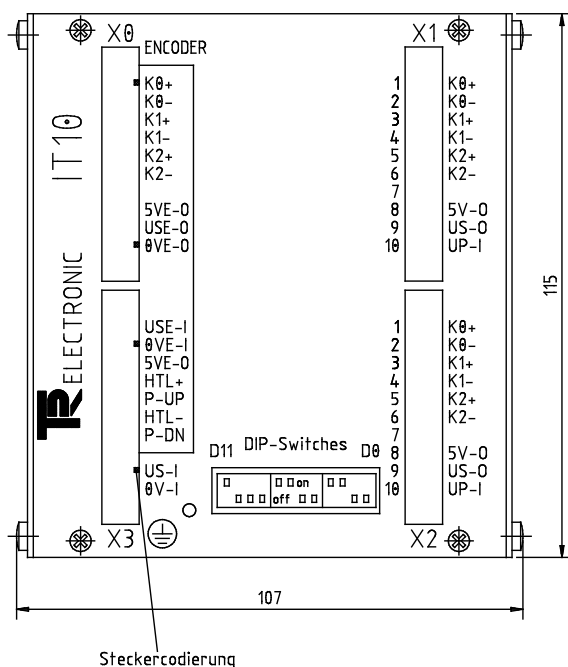 X0
ENCODER
K0+
K0-
K1+
K1-
K2+
K2-
5VE-O
USE-O
0VE-O
X1
1 K0+
2 K0-
3 K1+
4 K1-
5 K2+
6 K2-
7
8 5V-O
9 US-O
10 UP-I
IT10
TR ELECTRONIC
USE-I
0VE-I
5VE-O
HTL+
P-UP
HTL-
P-DN
US-I
0V-I
X3
1 K0+
2 K0-
3 K1+
4 K1-
5 K2+
6 K2-
7
8 5V-O
9 US-O
10 UP-I
X2
D11 DIP-Switches D0
on
off
115
107
Steckercodierung